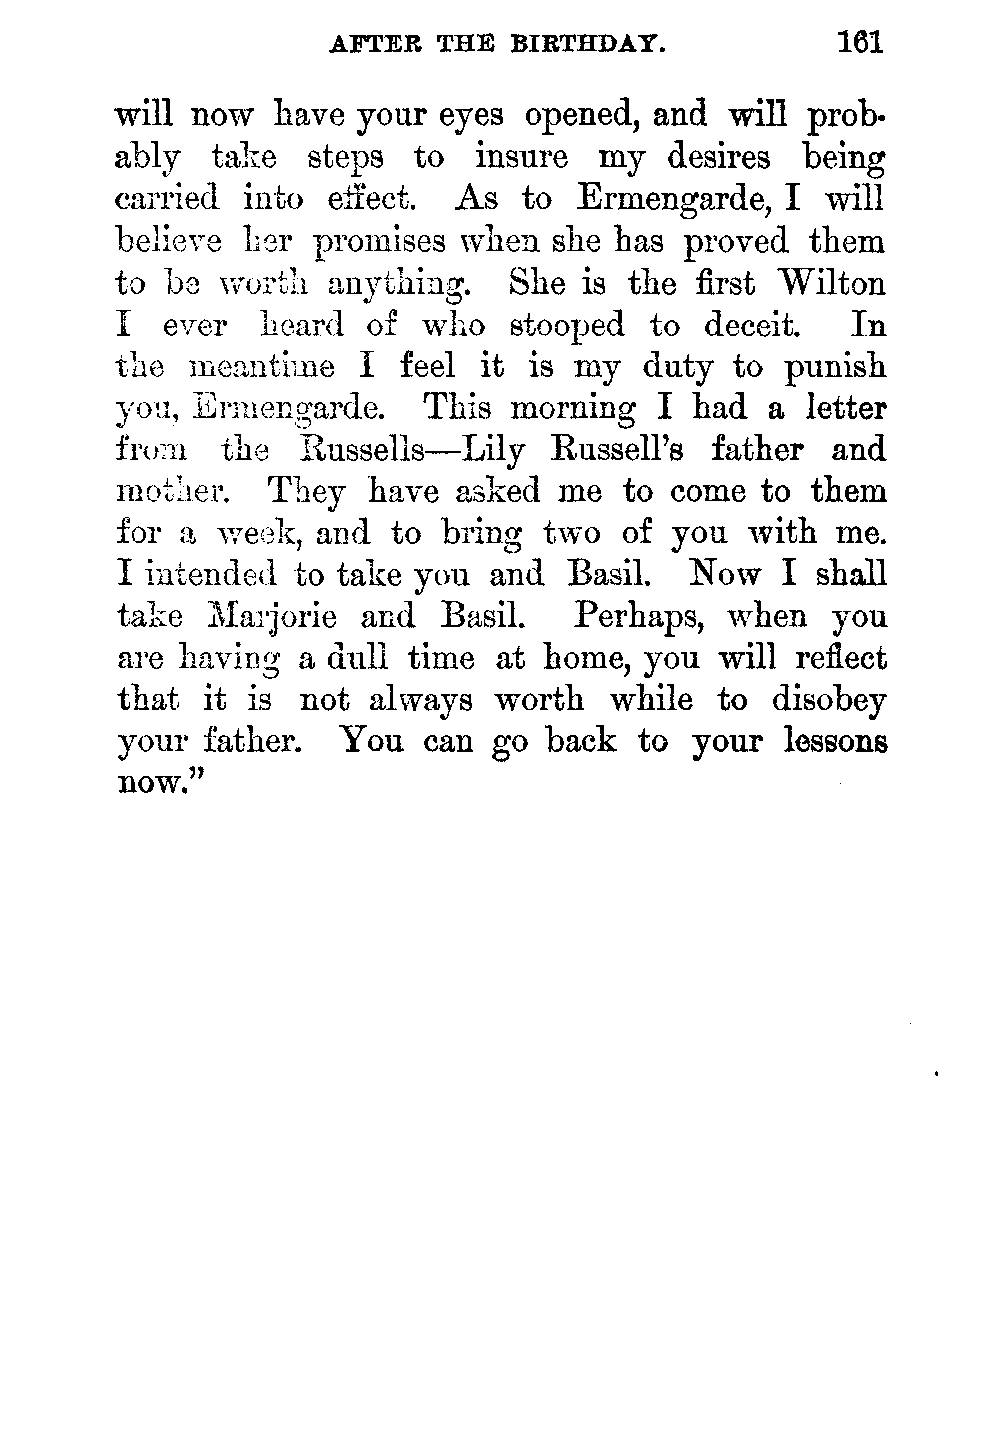 AFTER THE BIRTHDAY. 161
will now have your eyes opened, and will prob-
ably take steps to insure my desires being
carried into effect. As to Ermengarde, I will
believe her promises when she has proved them
to be worth anything. She is the first Wilton
I ever heard of who stooped to deceit. In
the meantime I feel it is my duty to punish
you, Ermengarde. This morning I had a letter
from the Russells—Lily Russell's father and
mother. They have asked me to come to them
for a week, and to bring two of you with me.
I intended to take you and Basil. Now I shall
take Marjorie and Basil. Perhaps, when you
are having a dull time at home, you will reflect
that it is not always worth while to disobey
your father. You can go back to your lessons
now.”